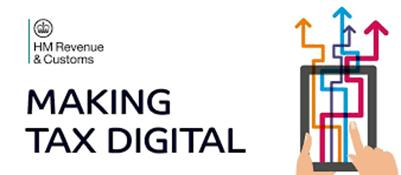 HM Revenue
& Customs
MAKING
TAX DIGITAL